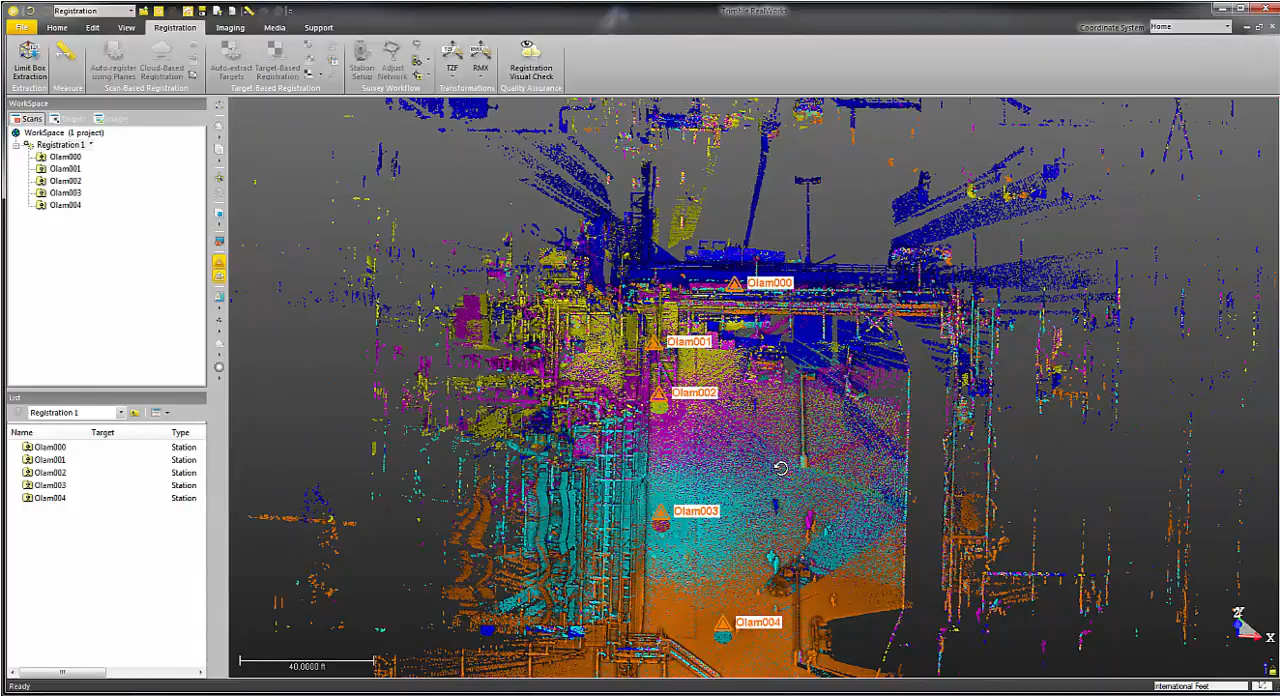 Registration
Trimble RealWorks
File Home Edit View Registration Imaging Media Support
Coordinate System Home
Limit Box Extraction
Auto-register using Planes
Cloud-Based Registration
Auto-extract Targets
Target-Based Registration
Station Setup
Adjust Network
TZF
RMX
Registration Visual Check
Extraction Measure Scan-Based Registration Target-Based Registration Survey Workflow Transformations Quality Assurance
WorkSpace
Scans Targets Images
WorkSpace (1 project)
Registration 1 *
Olam000
Olam001
Olam002
Olam003
Olam004
List
Registration 1
Name Target Type
Olam000 Station
Olam001 Station
Olam002 Station
Olam003 Station
Olam004 Station
Olam000
Olam001
Olam002
Olam003
Olam004
40.0000 ft
Z
X
Ready
International Feet